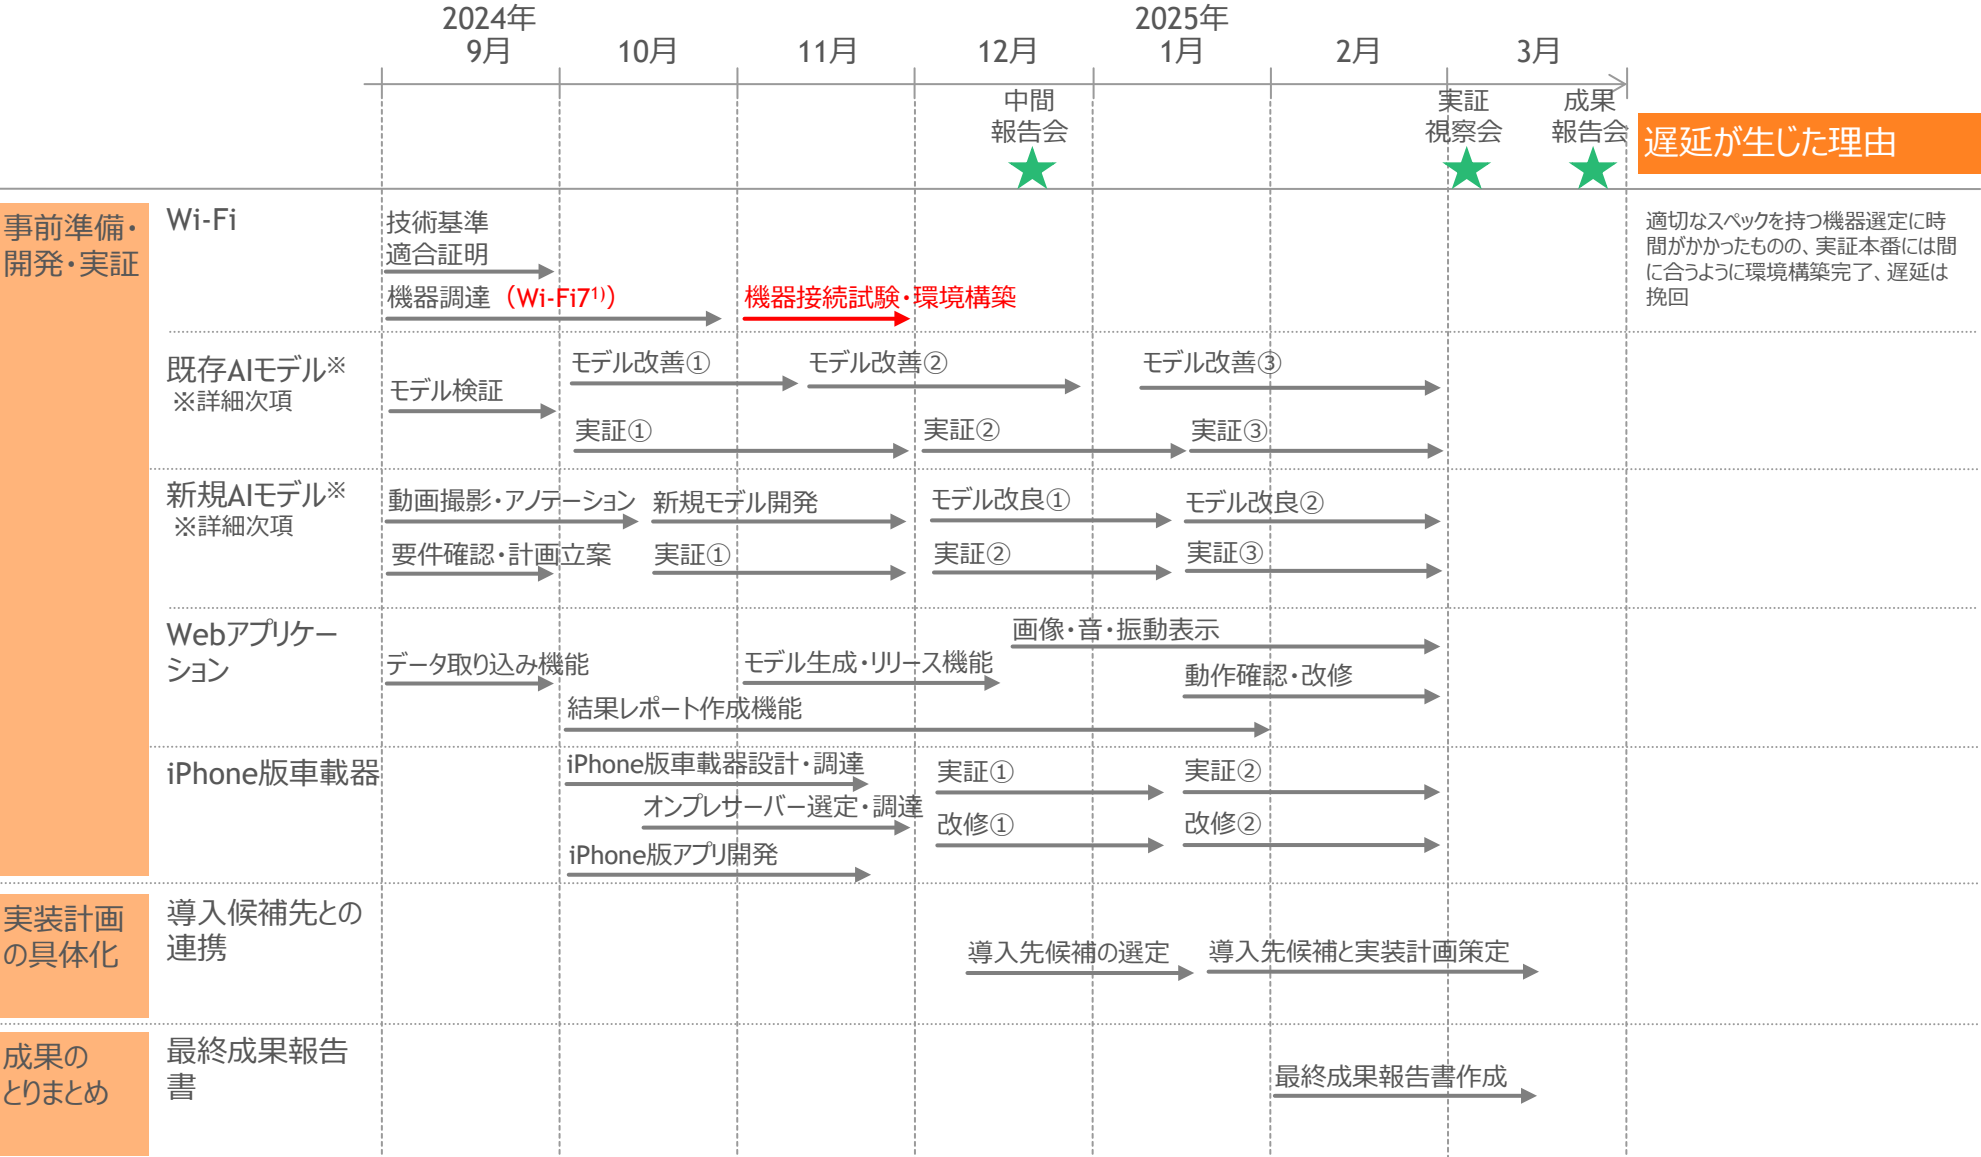 2024年
2025年
9月
10月
11月
12月
1月
2月
3月
中間
報告会
実証
視察会
成果
報告会
遅延が生じた理由
事前準備・
開発・実証
Wi-Fi
技術基準
適合証明
機器調達（Wi-Fi7¹⁾）
機器接続試験・環境構築
適切なスペックを持つ機器選定に時
間がかかったものの、実証本番には間
に合うように環境構築完了、遅延は
挽回
既存AIモデル※
※詳細次項
モデル検証
モデル改善①
モデル改善②
モデル改善③
実証①
実証②
実証③
新規AIモデル※
※詳細次項
動画撮影・アノテーション
新規モデル開発
モデル改良①
モデル改良②
要件確認・計画立案
実証①
実証②
実証③
Webアプリケー
ション
画像・音・振動表示
データ取り込み機能
モデル生成・リリース機能
動作確認・改修
結果レポート作成機能
iPhone版車載器
iPhone版車載器設計・調達
実証①
実証②
オンプレサーバー選定・調達
改修①
改修②
iPhone版アプリ開発
実装計画
の具体化
導入候補先との
連携
導入先候補の選定
導入先候補と実装計画策定
成果の
とりまとめ
最終成果報告
書
最終成果報告書作成